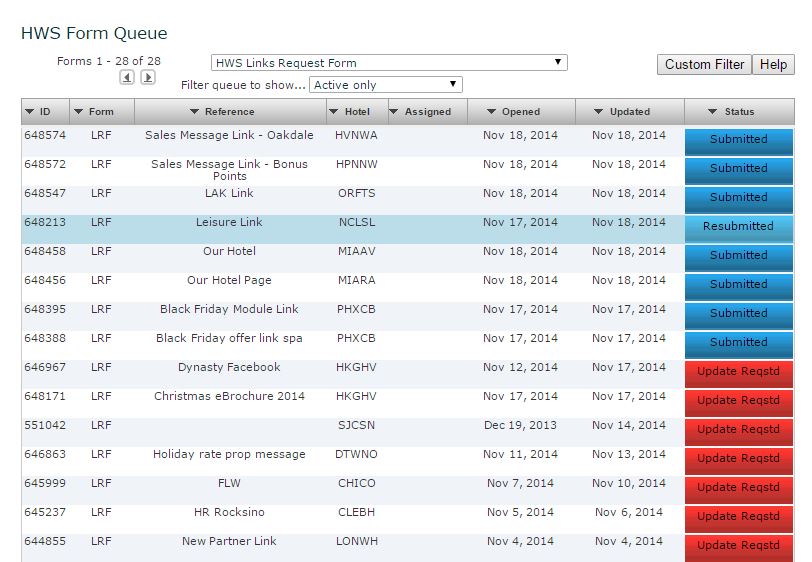 HWS Form Queue
Forms 1 - 28 of 28
HWS Links Request Form
Custom Filter Help
Filter queue to show... Active only
ID Form Reference Hotel Assigned Opened Updated Status
648574 LRF Sales Message Link - Oakdale HVNWA Nov 18, 2014 Nov 18, 2014 Submitted
648572 LRF Sales Message Link - Bonus HPNNW Nov 18, 2014 Nov 18, 2014 Submitted
Points
648547 LRF LAK Link ORFTS Nov 18, 2014 Nov 18, 2014 Submitted
648213 LRF Leisure Link NCLSL Nov 17, 2014 Nov 18, 2014 Resubmitted
648458 LRF Our Hotel MIAAV Nov 18, 2014 Nov 18, 2014 Submitted
648456 LRF Our Hotel Page MIARA Nov 18, 2014 Nov 18, 2014 Submitted
648395 LRF Black Friday Module Link PHXCB Nov 17, 2014 Nov 17, 2014 Submitted
648388 LRF Black Friday offer link spa PHXCB Nov 17, 2014 Nov 17, 2014 Submitted
646967 LRF Dynasty Facebook HKGHV Nov 12, 2014 Nov 17, 2014 Update Reqstd
648171 LRF Christmas eBrochure 2014 HKGHV Nov 17, 2014 Nov 17, 2014 Update Reqstd
551042 LRF SJCSN Dec 19, 2013 Nov 14, 2014 Update Reqstd
646863 LRF Holiday rate prop message DTWNO Nov 11, 2014 Nov 13, 2014 Update Reqstd
645999 LRF FLW CHICO Nov 7, 2014 Nov 10, 2014 Update Reqstd
645237 LRF HR Rocksino CLEBH Nov 5, 2014 Nov 6, 2014 Update Reqstd
644855 LRF New Partner Link LONWH Nov 4, 2014 Nov 4, 2014 Update Reqstd